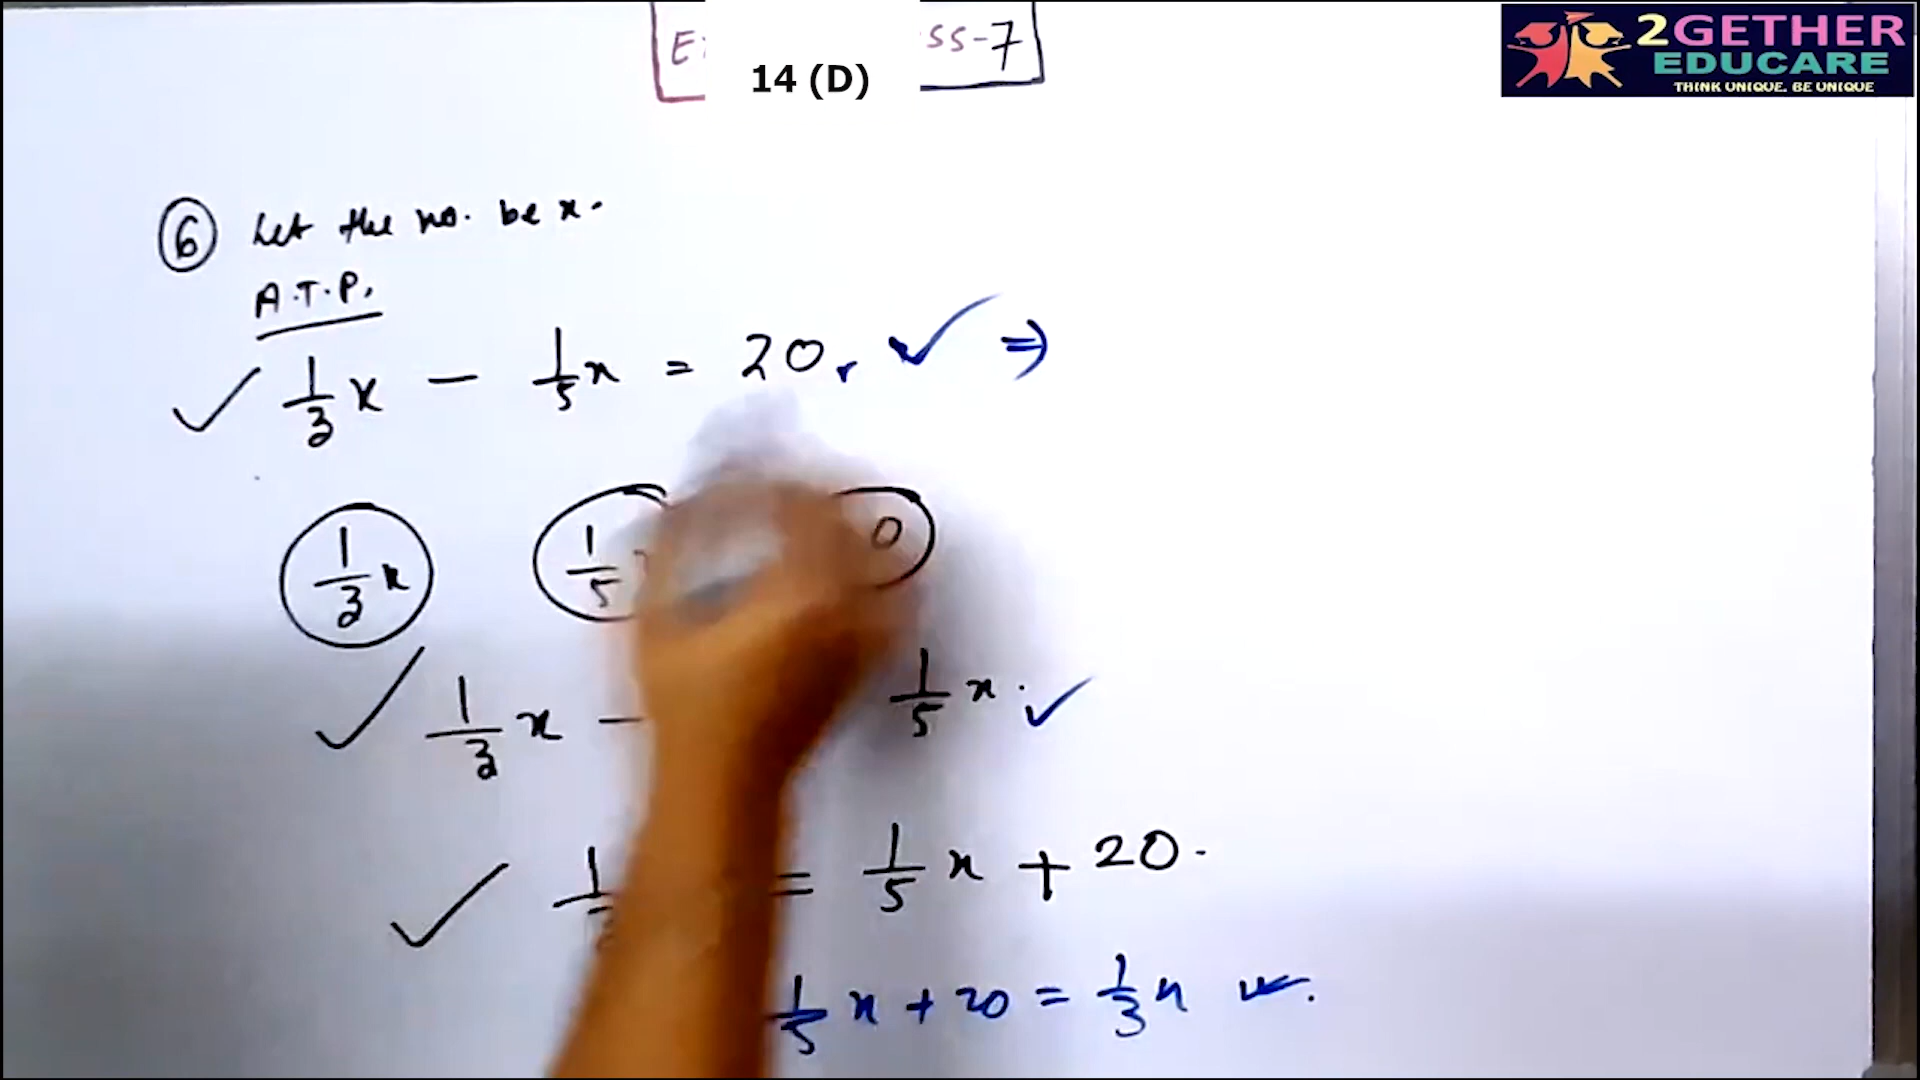 E
ss-7
14 (D)
2GETHER
EDUCARE
THINK UNIQUE. BE UNIQUE
6 Let the no. be x.
A.T.P.
✓ 1/3 x - 1/5 x = 20, ✓ ⇒
1/3 x 1/5 0
✓ 1/3 x - 1/5 x. ✓
✓ 1 = 1/5 x + 20.
1/5 x + 20 = 1/3 x ✓.